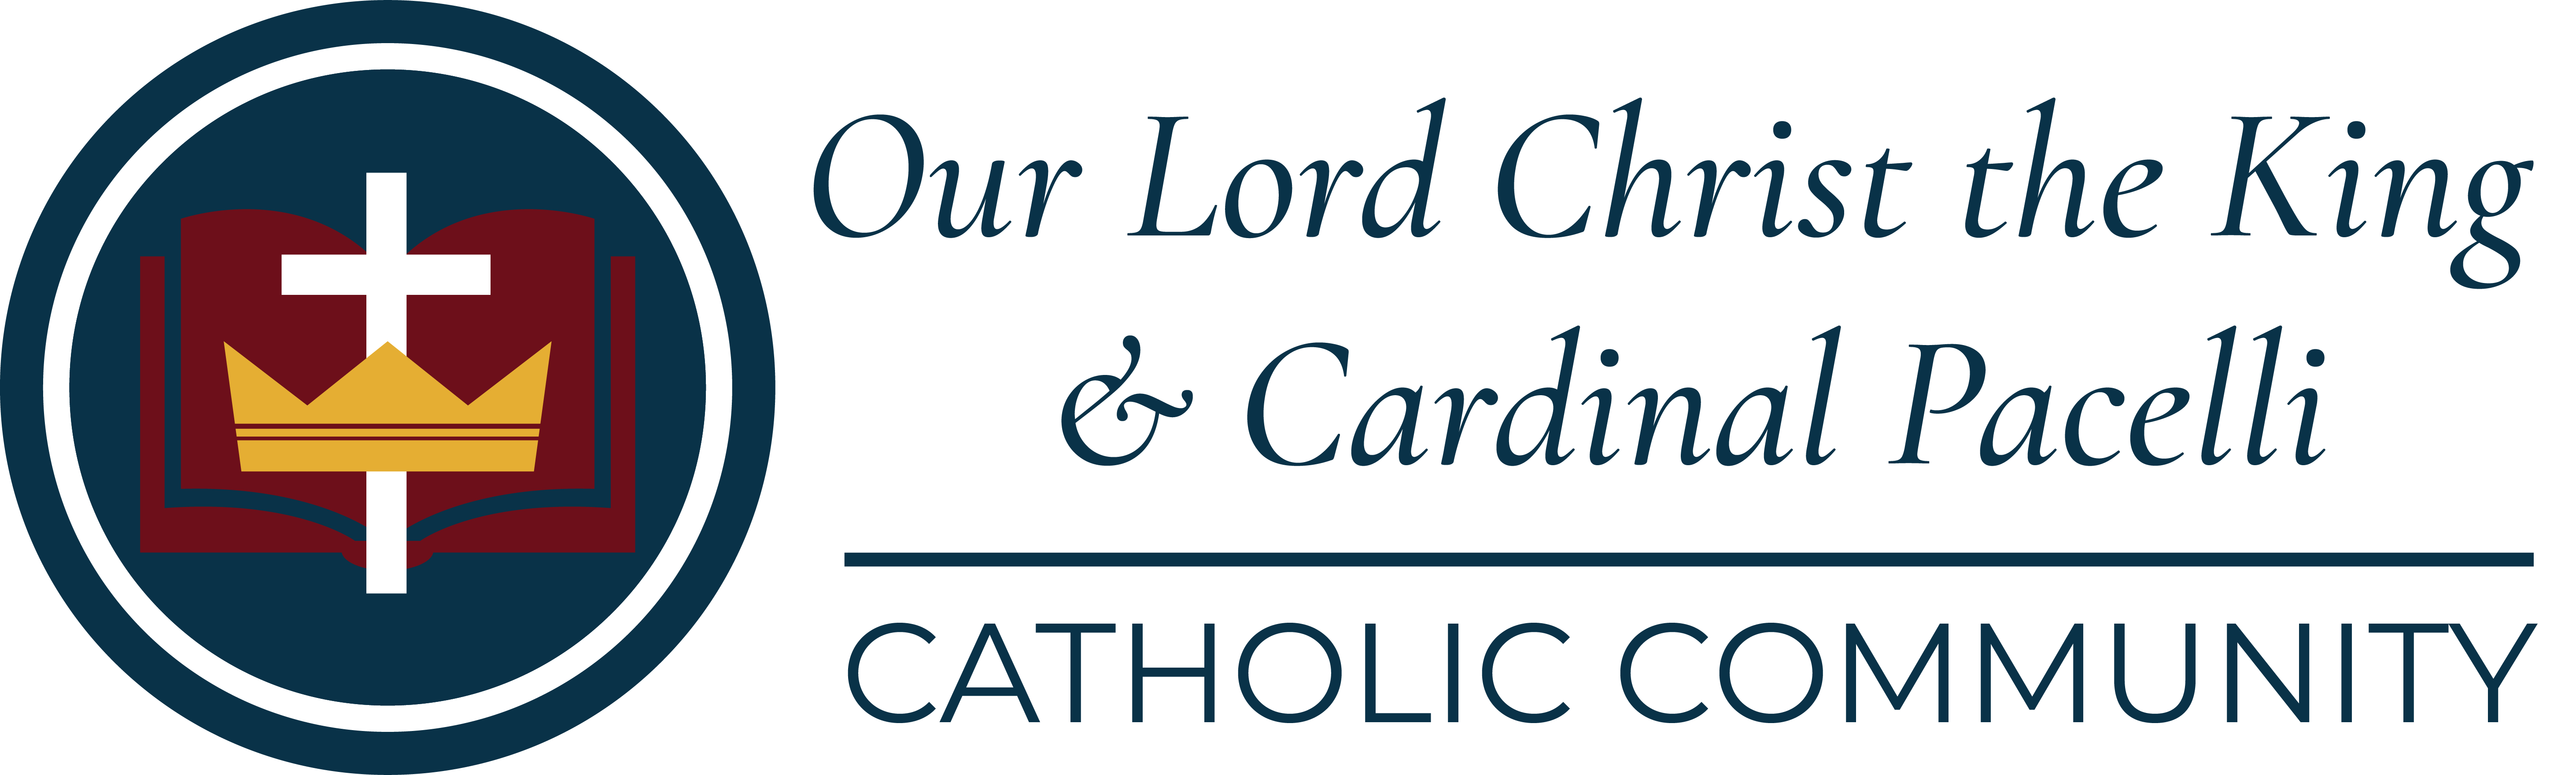 Our Lord Christ the King
& Cardinal Pacelli
CATHOLIC COMMUNITY